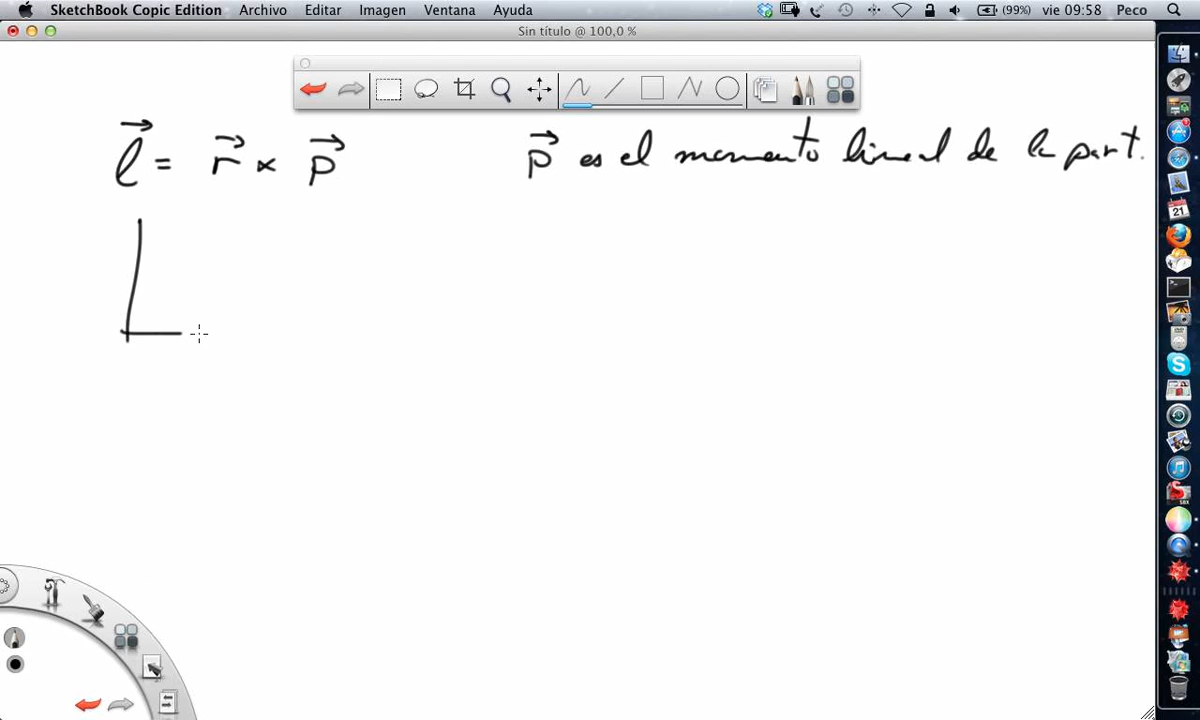 SketchBook Copic Edition Archivo Editar Imagen Ventana Ayuda (99%) vie 09:58 Peco
Sin título @ 100,0 %
l⃗ = r⃗ × p⃗ p⃗ es el momento lineal de la part.
21